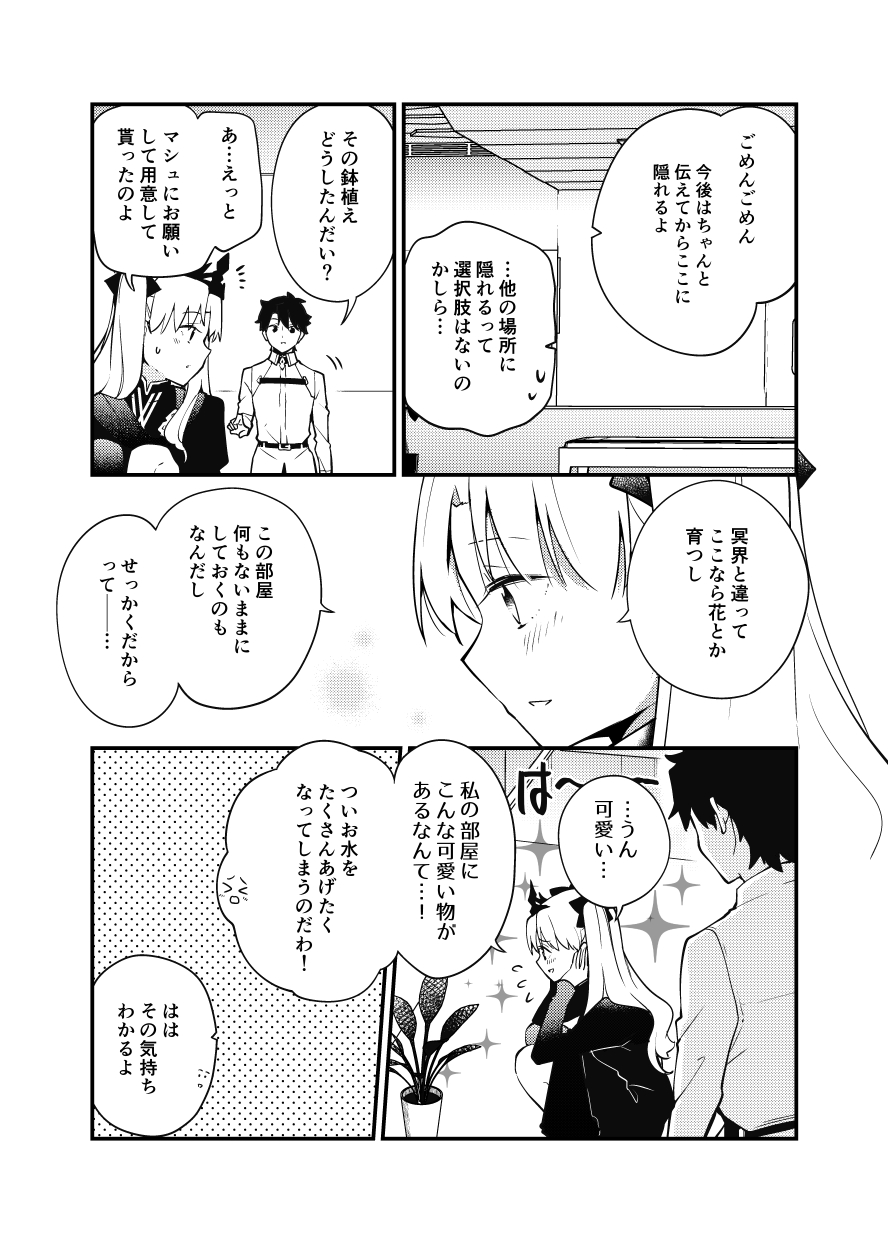 ごめんごめん
今後はちゃんと
伝えてからここに
隠れるよ
…他の場所に
隠れるって
選択肢はないの
かしら…
その鉢植え
どうしたんだい？
あ…えっと
マシュにお願い
して用意して
貰ったのよ
冥界と違って
ここなら花とか
育つし
この部屋
何もないままに
しておくのも
なんだし
せっかくだから
って――…
は〜〜
…うん
可愛い…
私の部屋に
こんな可愛い物が
あるなんて…！
ついお水を
たくさんあげたく
なってしまうのだわ！
はは
その気持ち
わかるよ